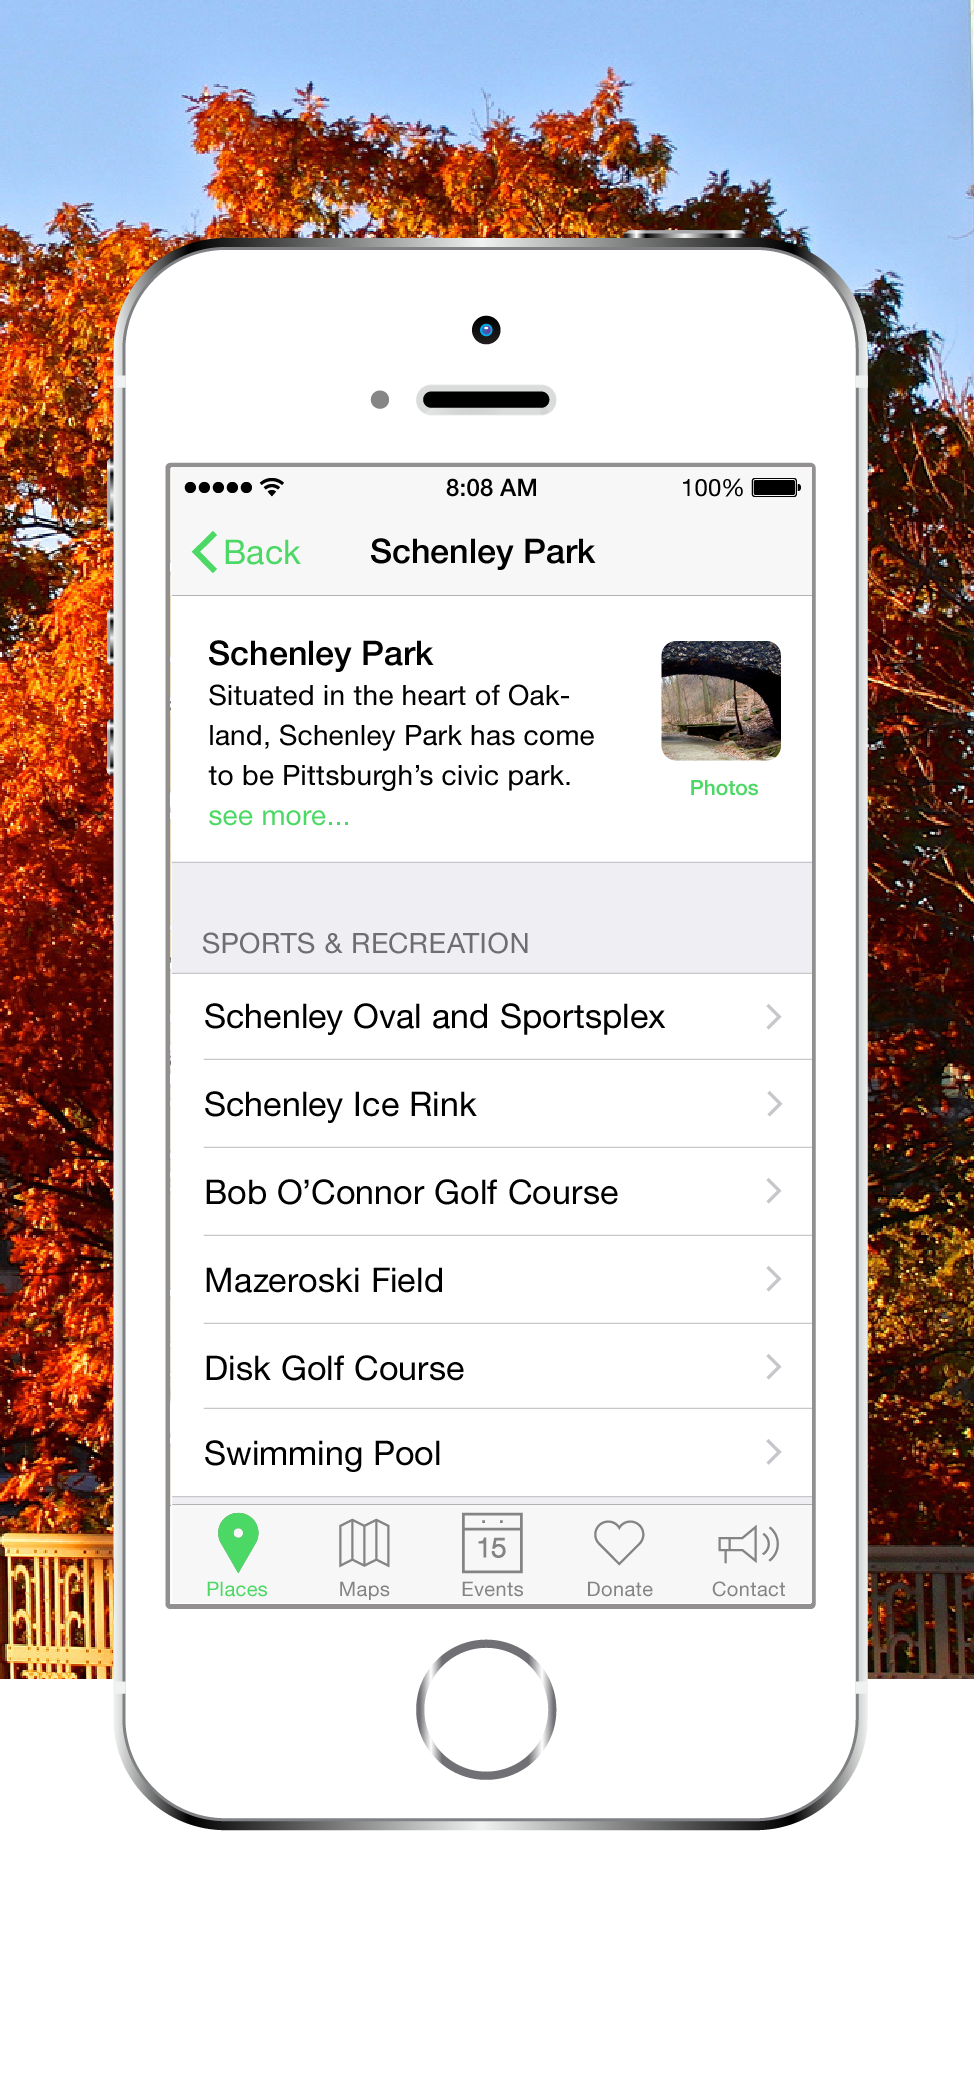 8:08 AM 100%
Back Schenley Park
Schenley Park
Situated in the heart of Oak-
land, Schenley Park has come
to be Pittsburgh’s civic park.
see more...
Photos
SPORTS & RECREATION
Schenley Oval and Sportsplex
Schenley Ice Rink
Bob O’Connor Golf Course
Mazeroski Field
Disk Golf Course
Swimming Pool
15
Places Maps Events Donate Contact